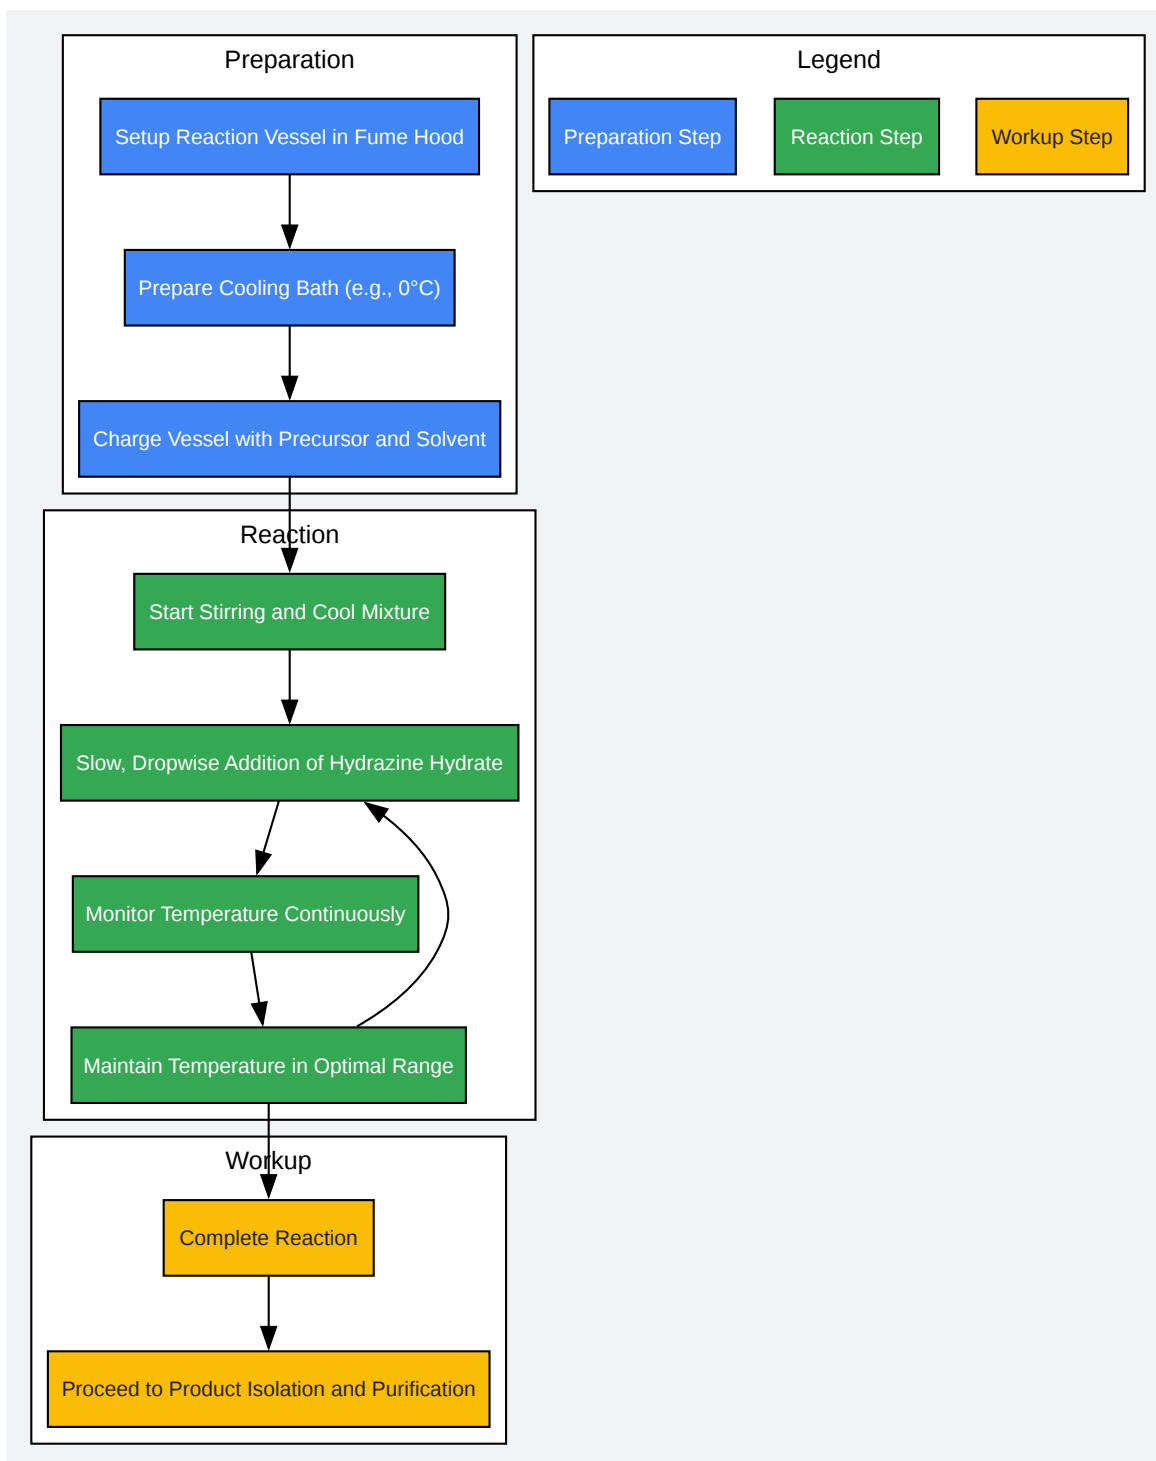 Preparation
Setup Reaction Vessel in Fume Hood
Prepare Cooling Bath (e.g., 0°C)
Charge Vessel with Precursor and Solvent
Legend
Preparation Step
Reaction Step
Workup Step
Reaction
Start Stirring and Cool Mixture
Slow, Dropwise Addition of Hydrazine Hydrate
Monitor Temperature Continuously
Maintain Temperature in Optimal Range
Workup
Complete Reaction
Proceed to Product Isolation and Purification